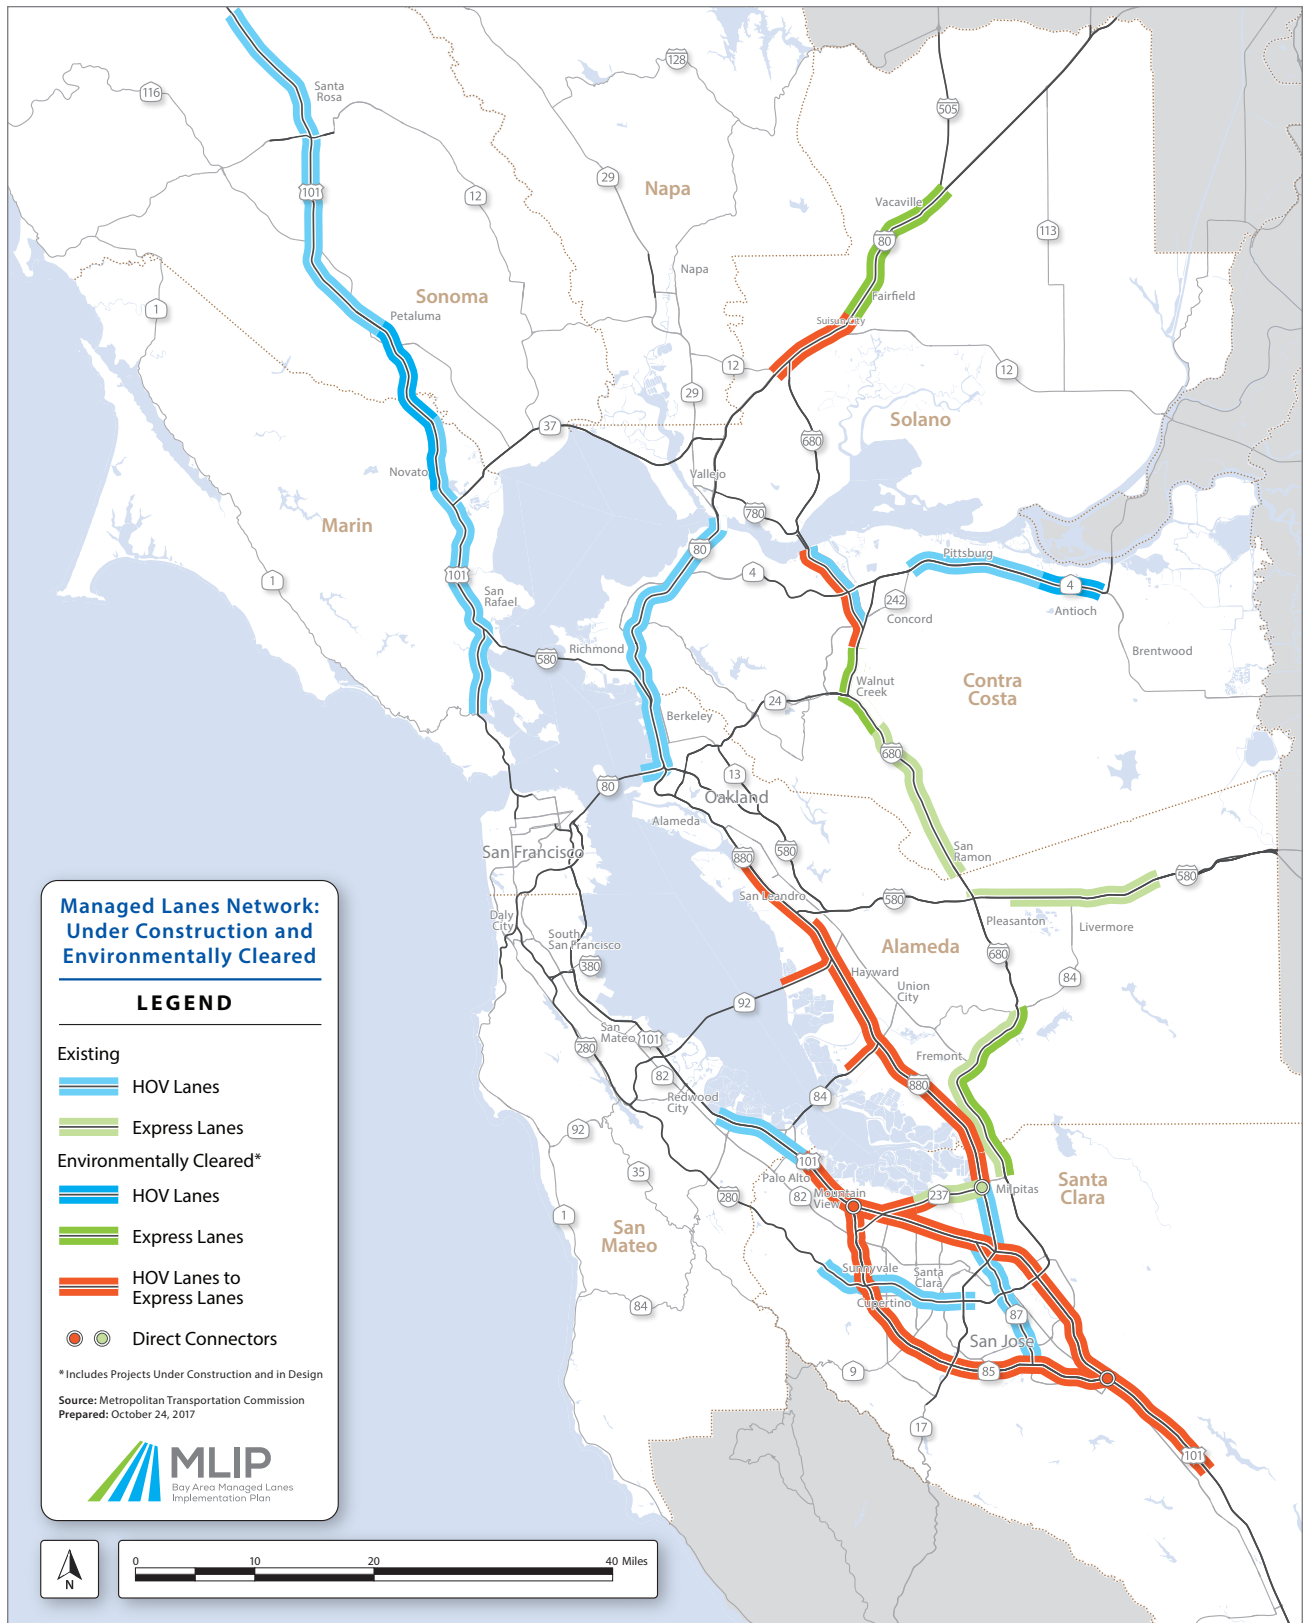 128
116
Santa
Rosa
505
29
12
Napa
101
Vacaville
113
80
Napa
Sonoma
Fairfield
1
Petaluma
Suisun City
12
12
29
Solano
37
680
Novato
Vallejo
Marin
780
80
Pittsburg
4
101
4
1
San
Rafael
242
Antioch
Concord
Richmond
580
Brentwood
Walnut
Creek
Contra
Costa
24
Berkeley
680
13
80
Oakland
Alameda
580
San Francisco
880
San
Ramon
580
San Leandro
580
Daly
City
Pleasanton
Livermore
South
San Francisco
Alameda
680
380
Hayward
84
Union
City
92
San
Mateo
101
280
Fremont
82
880
Redwood
City
84
92
101
35
Palo Alto
Santa
Clara
82
Mountain
View
237
Milpitas
280
1
San
Mateo
Sunnyvale
Santa
Clara
Cupertino
84
87
San Jose
9
85
17
101
Managed Lanes Network:
Under Construction and
Environmentally Cleared
LEGEND
Existing
HOV Lanes
Express Lanes
Environmentally Cleared*
HOV Lanes
Express Lanes
HOV Lanes to
Express Lanes
Direct Connectors
* Includes Projects Under Construction and in Design
Source: Metropolitan Transportation Commission
Prepared: October 24, 2017
MLIP
Bay Area Managed Lanes
Implementation Plan
N
0 10 20 40 Miles